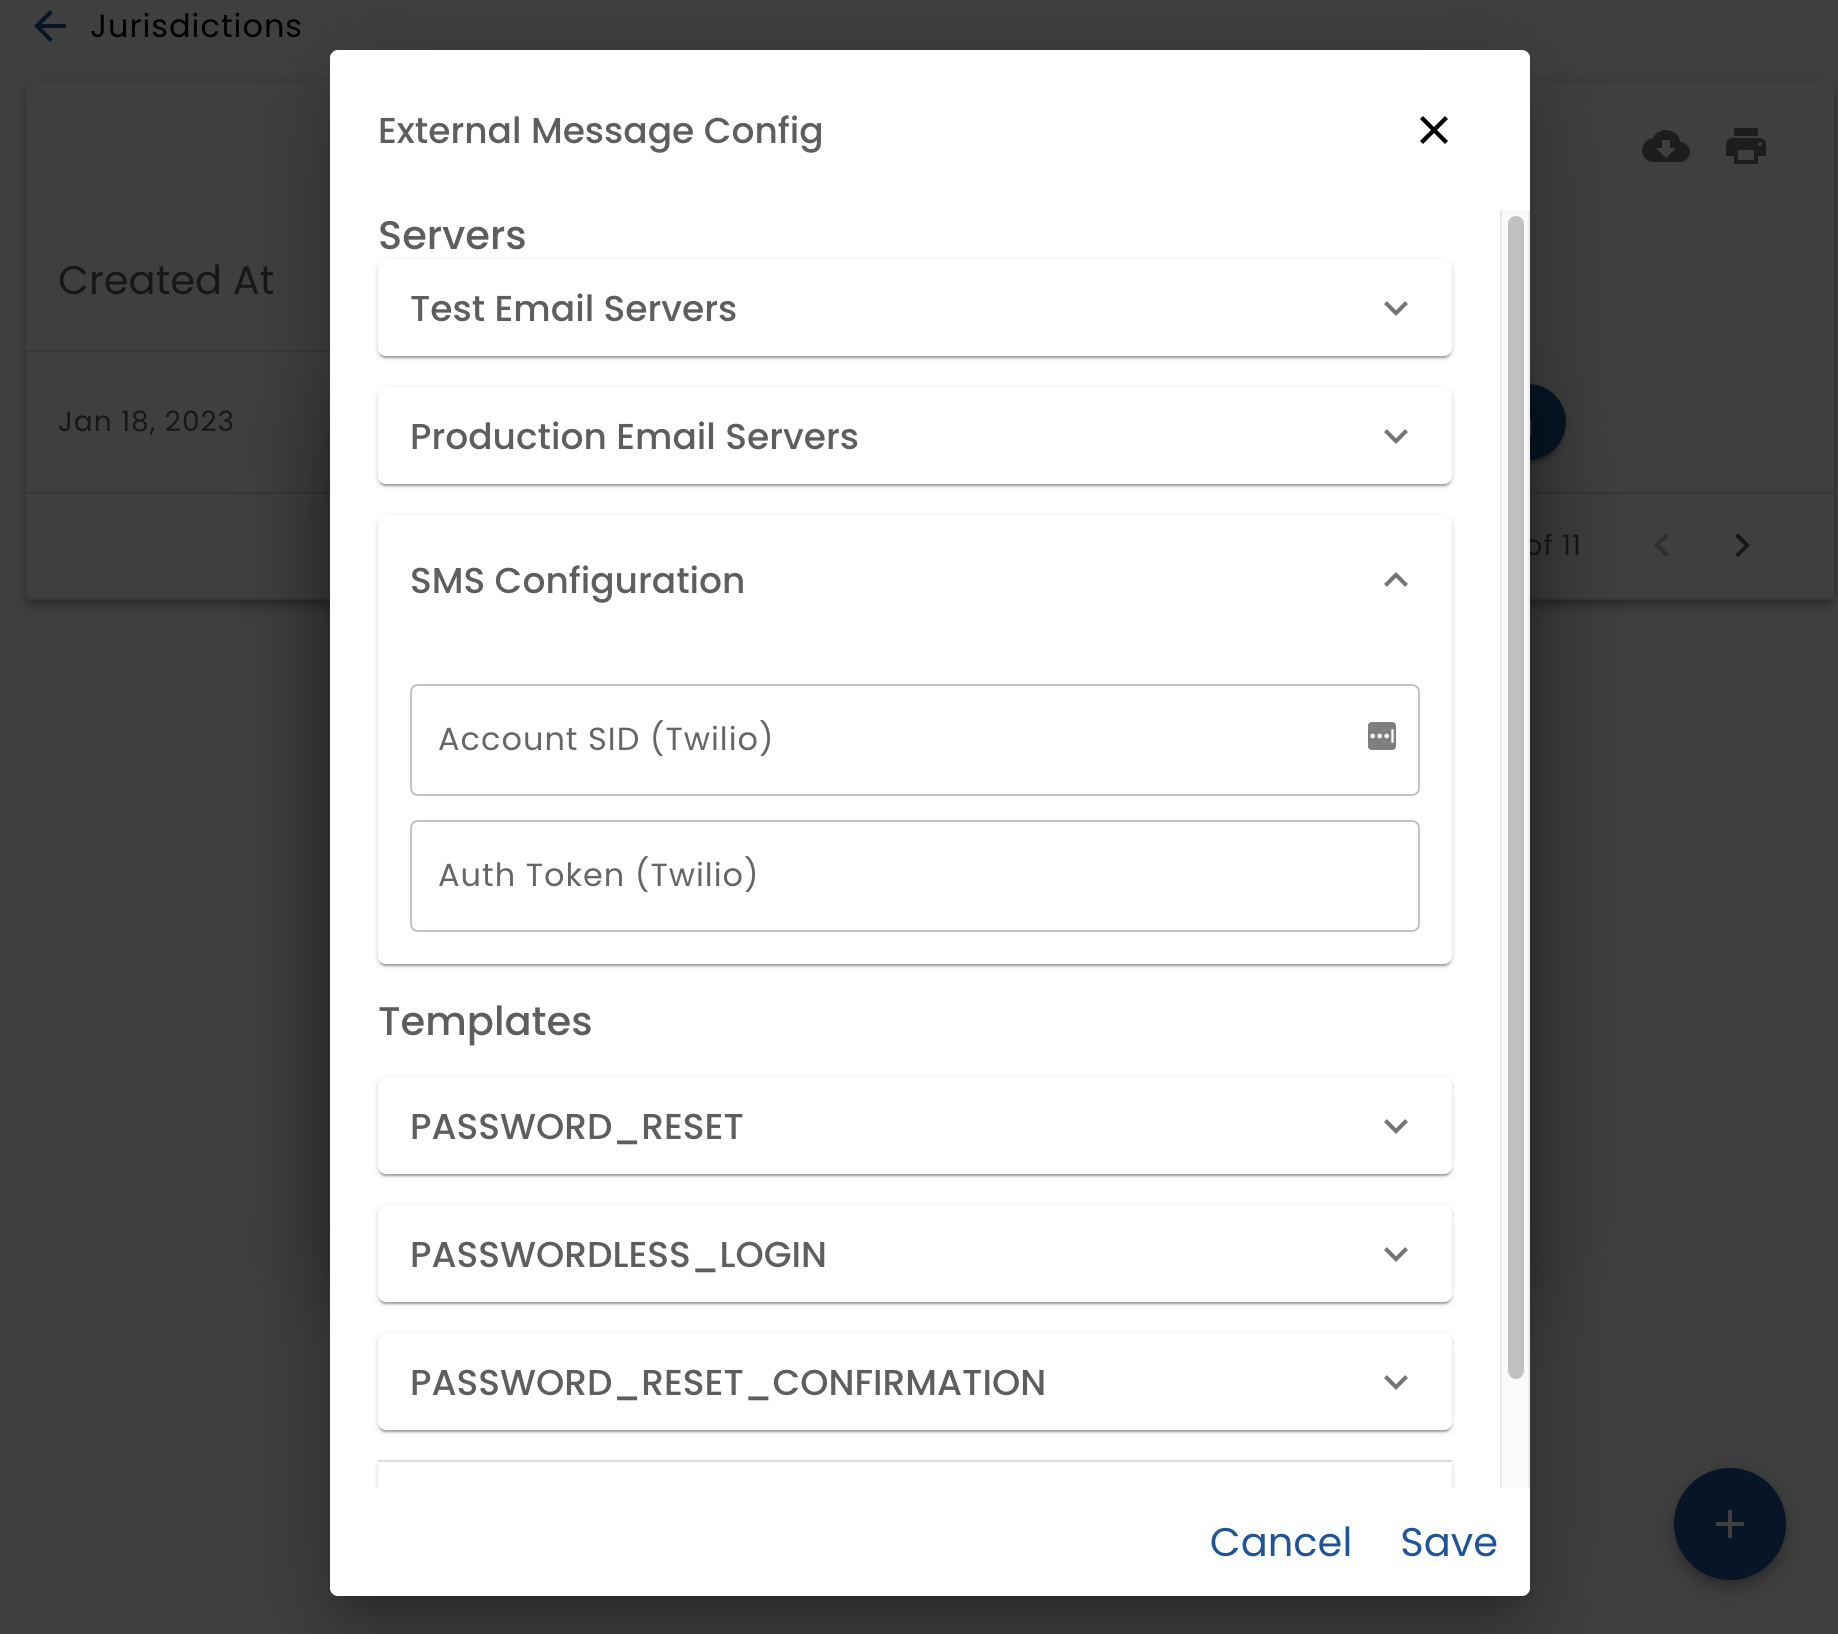 Jurisdictions
External Message Config
Servers
Created At
Test Email Servers
Jan 18, 2023
Production Email Servers
of 11
SMS Configuration
Account SID (Twilio)
Auth Token (Twilio)
Templates
PASSWORD_RESET
PASSWORDLESS_LOGIN
PASSWORD_RESET_CONFIRMATION
Cancel Save